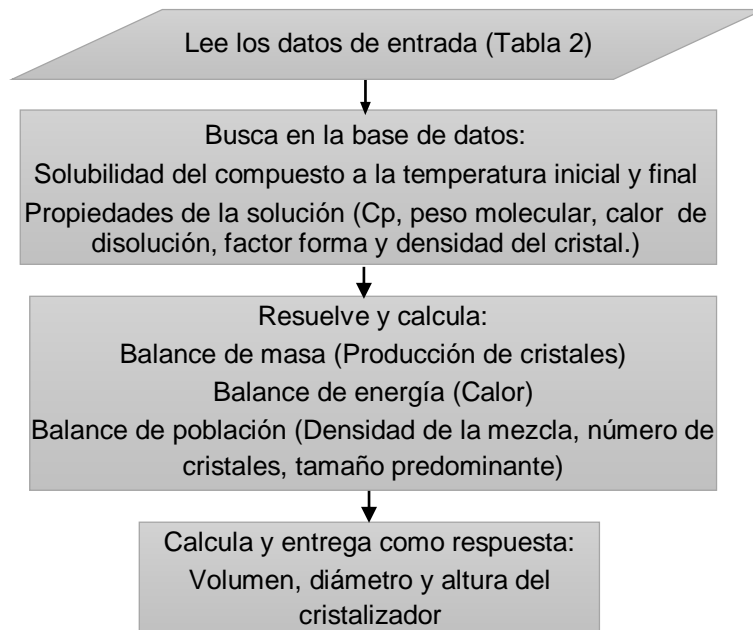 Lee los datos de entrada (Tabla 2)
Busca en la base de datos:
Solubilidad del compuesto a la temperatura inicial y final
Propiedades de la solución (Cp, peso molecular, calor de
disolución, factor forma y densidad del cristal.)
Resuelve y calcula:
Balance de masa (Producción de cristales)
Balance de energía (Calor)
Balance de población (Densidad de la mezcla, número de
cristales, tamaño predominante)
Calcula y entrega como respuesta:
Volumen, diámetro y altura del
cristalizador